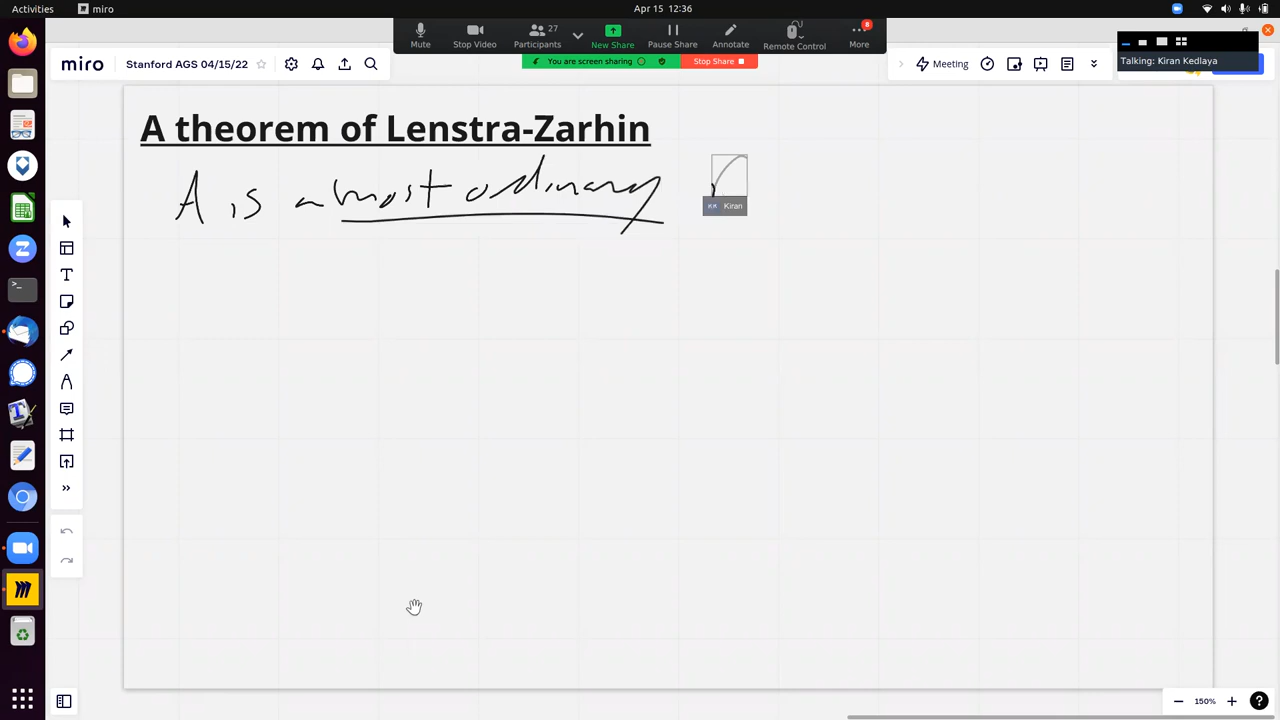 Activities
miro
Apr 15 12:36
Mute
Stop Video
27
Participants
New Share
Pause Share
Annotate
Remote Control
8
More
You are screen sharing
Stop Share
Talking: Kiran Kedlaya
miro
Stanford AGS 04/15/22
Meeting
A theorem of Lenstra-Zarhin
A is almost ordinary
KK Kiran
150%